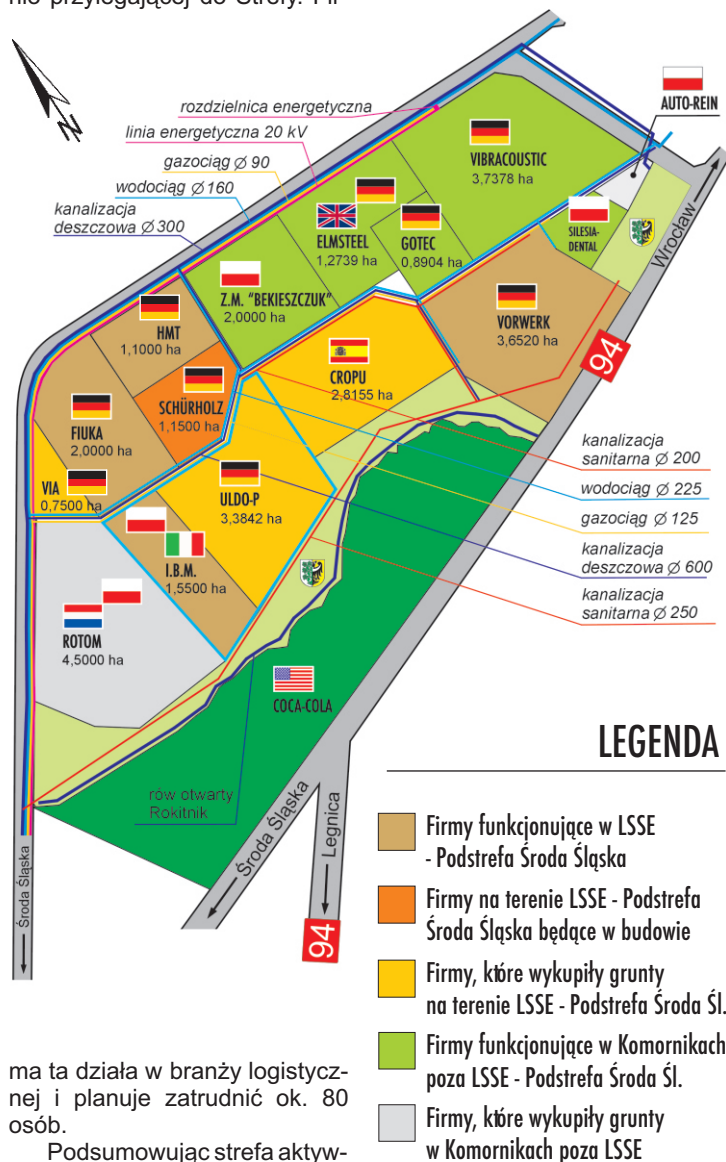 nie przylegającej do Strefy. Fir-
N
rozdzielnica energetyczna
linia energetyczna 20 kV
gazociąg Ø 90
wodociąg Ø 160
kanalizacja
deszczowa Ø 300
AUTO-REIN
VIBRACOUSTIC
3,7378 ha
ELMSTEEL
1,2739 ha
GOTEC
0,8904 ha
SILESIA-
DENTAL
Wrocław
Z.M. "BEKIESZCZUK"
2,0000 ha
HMT
1,1000 ha
VORWERK
3,6520 ha
94
CROPU
2,8155 ha
SCHÜRHOLZ
1,1500 ha
FIUKA
2,0000 ha
VIA
0,7500 ha
ULDO-P
3,3842 ha
I.B.M.
1,5500 ha
ROTOM
4,5000 ha
kanalizacja
sanitarna Ø 200
wodociąg Ø 225
gazociąg Ø 125
kanalizacja
deszczowa Ø 600
kanalizacja
sanitarna Ø 250
COCA-COLA
rów otwarty
Rokitnik
Środa Śląska
Środa Śląska
Legnica
94
LEGENDA
Firmy funkcjonujące w LSSE
- Podstrefa Środa Śląska
Firmy na terenie LSSE - Podstrefa
Środa Śląska będące w budowie
Firmy, które wykupiły grunty
na terenie LSSE - Podstrefa Środa Śl.
Firmy funkcjonujące w Komornikach
poza LSSE - Podstrefa Środa Śl.
Firmy, które wykupiły grunty
w Komornikach poza LSSE
ma ta działa w branży logistycz-
nej i planuje zatrudnić ok. 80
osób.
Podsumowując strefa aktyw-